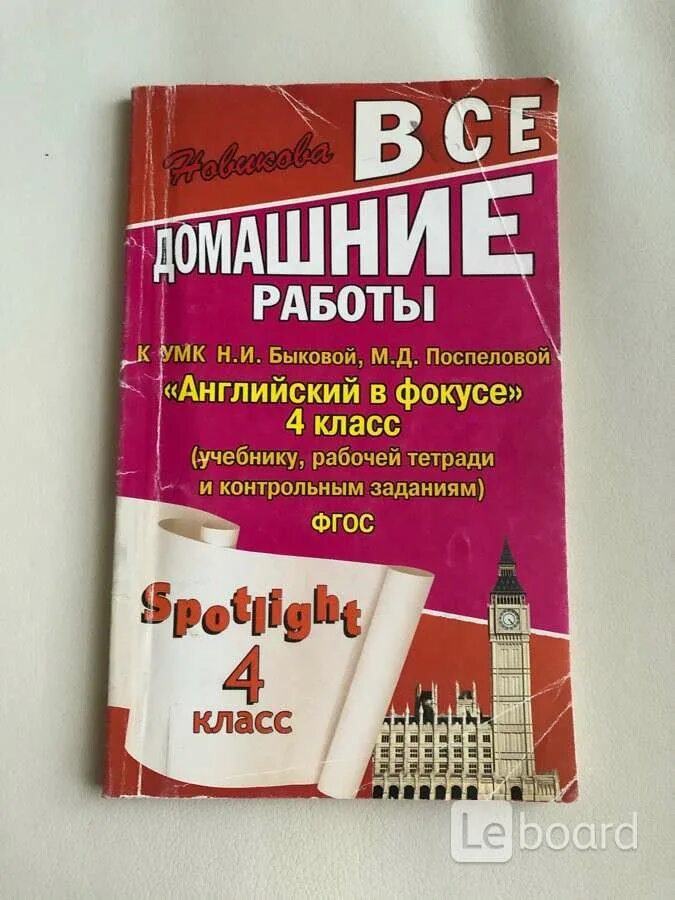 Новикова
ВСЕ
ДОМАШНИЕ
РАБОТЫ
К УМК Н.И. Быковой, М.Д. Поспеловой
«Английский в фокусе»
4 класс
(учебнику, рабочей тетради
и контрольным заданиям)
ФГОС
Spotlight
4
класс
Leboard